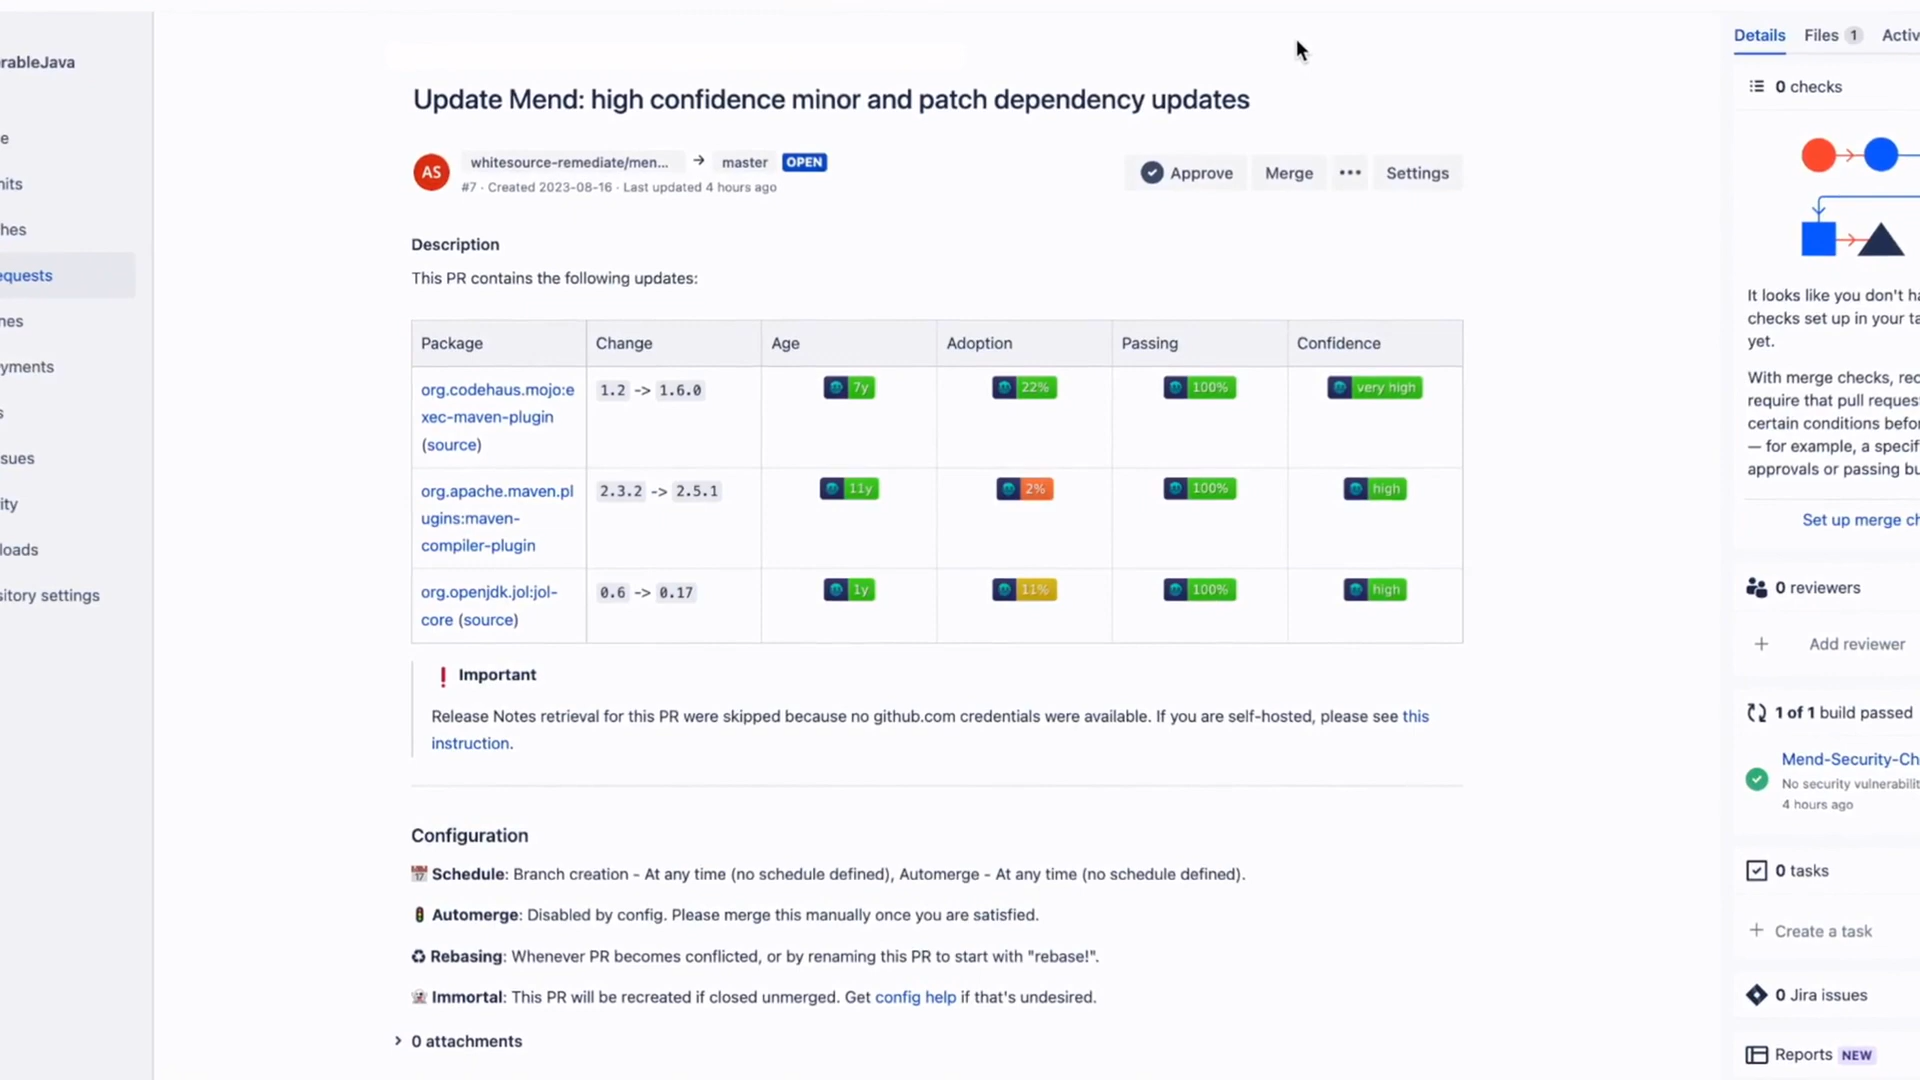 rableJava
e
nits
hes
equests
nes
yments
s
sues
ity
loads
sitory settings
Update Mend: high confidence minor and patch dependency updates
AS
whitesource-remediate/men... → master OPEN
#7 · Created 2023-08-16 · Last updated 4 hours ago
Approve Merge ••• Settings
Description
This PR contains the following updates:
Package Change Age Adoption Passing Confidence
org.codehaus.mojo:e
xec-maven-plugin
(source)
1.2 -> 1.6.0 7y 22% 100% very high
org.apache.maven.pl
ugins:maven-
compiler-plugin
2.3.2 -> 2.5.1 11y 2% 100% high
org.openjdk.jol:jol-
core (source)
0.6 -> 0.17 1y 11% 100% high
❗ Important
Release Notes retrieval for this PR were skipped because no github.com credentials were available. If you are self-hosted, please see this
instruction.
Configuration
📅 Schedule: Branch creation - At any time (no schedule defined), Automerge - At any time (no schedule defined).
🚦 Automerge: Disabled by config. Please merge this manually once you are satisfied.
♻ Rebasing: Whenever PR becomes conflicted, or by renaming this PR to start with "rebase!".
👻 Immortal: This PR will be recreated if closed unmerged. Get config help if that's undesired.
0 attachments
Details Files 1 Activ
0 checks
It looks like you don't ha
checks set up in your ta
yet.
With merge checks, rec
require that pull reques
certain conditions befor
— for example, a specif
approvals or passing bu
Set up merge ch
0 reviewers
+ Add reviewer
1 of 1 build passed
Mend-Security-Ch
No security vulnerabilit
4 hours ago
0 tasks
+ Create a task
0 Jira issues
Reports NEW